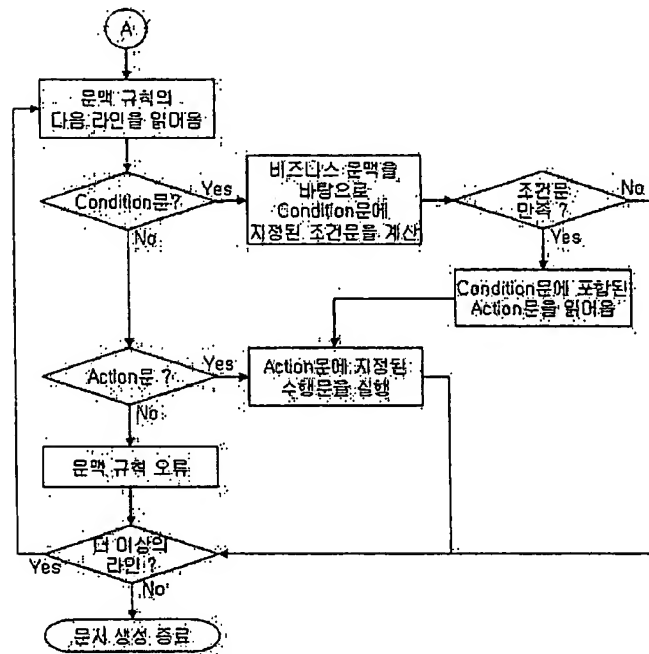 A
문맥 규칙의
다음 라인을 읽어옴
Condition문?
Yes
No
비즈니스 문맥을
바탕으로
Condition문에
지정된 조건문을 계산
조건문
만족 ?
No
Yes
Condition문에 포함된
Action문을 읽어옴
Action문 ?
Yes
No
Action문에 지정된
수행문을 실행
문맥 규칙 오류
더 이상의
라인 ?
Yes
No
문서 생성 종료